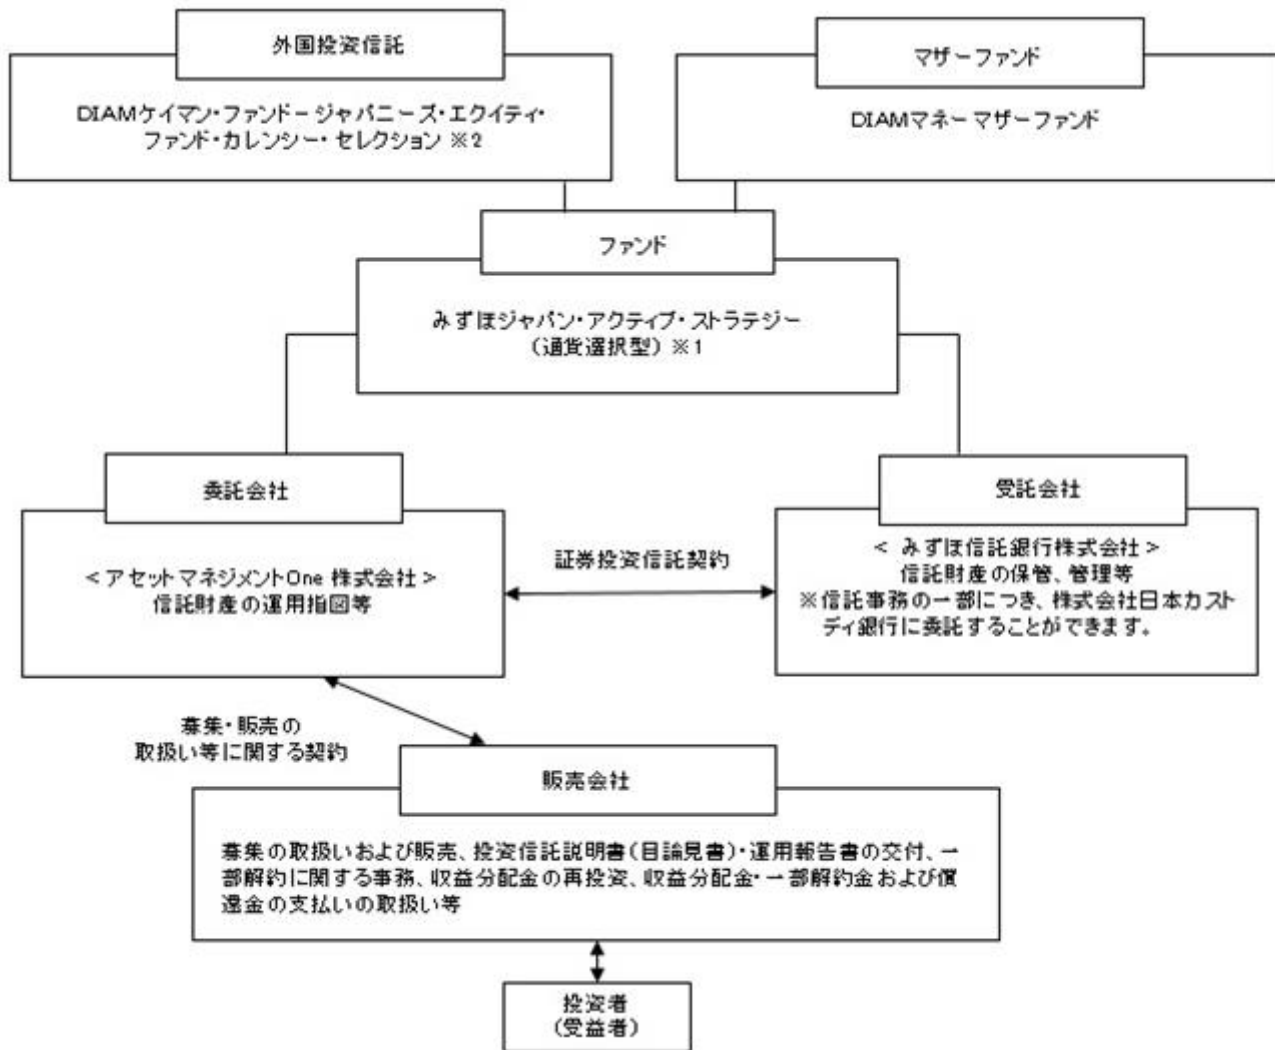 外国投資信託
DIAMケイマン・ファンドージャパニーズ・エクイティ・
ファンド・カレンシー・セレクション ※2
マザーファンド
DIAMマネーマザーファンド
ファンド
みずほジャパン・アクティブ・ストラテジー
（通貨選択型）※1
委託会社
＜アセットマネジメントOne 株式会社＞
信託財産の運用指図等
証券投資信託契約
受託会社
＜ みずほ信託銀行株式会社＞
信託財産の保管、管理等
※信託事務の一部につき、株式会社日本カスト
ディ銀行に委託することができます。
募集・販売の
取扱い等に関する契約
販売会社
募集の取扱いおよび販売、投資信託説明書(目論見書)・運用報告書の交付、一
部解約に関する事務、収益分配金の再投資、収益分配金・一部解約金および償
還金の支払いの取扱い等
投資者
（受益者）